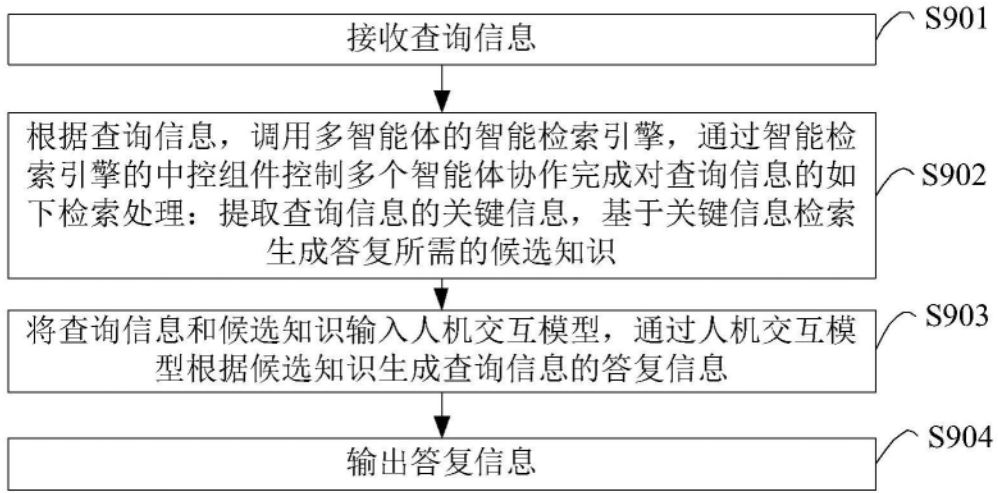 接收查询信息
S901
根据查询信息，调用多智能体的智能检索引擎，通过智能检
索引擎的中控组件控制多个智能体协作完成对查询信息的如
下检索处理：提取查询信息的关键信息，基于关键信息检索
生成答复所需的候选知识
S902
将查询信息和候选知识输入人机交互模型，通过人机交互模
型根据候选知识生成查询信息的答复信息
S903
输出答复信息
S904